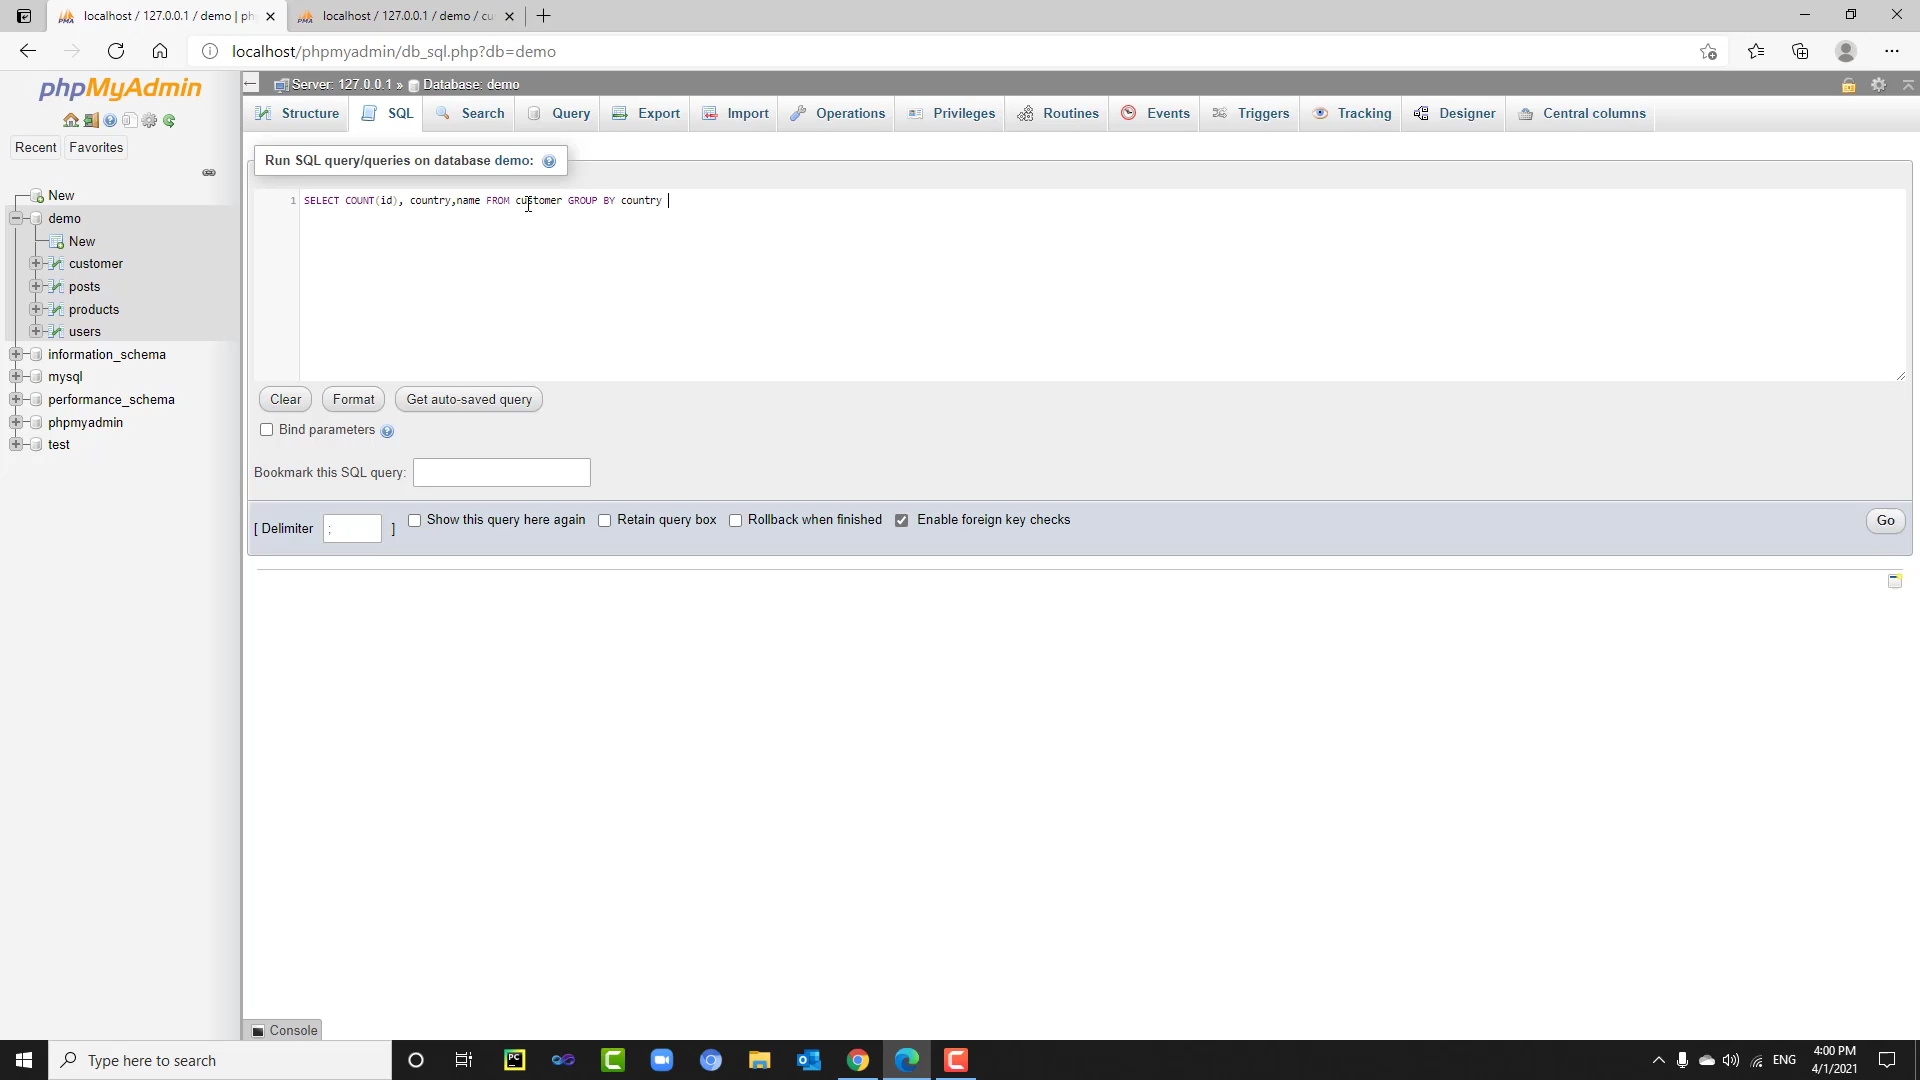 localhost / 127.0.0.1 / demo | ph
localhost / 127.0.0.1 / demo / cu
localhost/phpmyadmin/db_sql.php?db=demo
phpMyAdmin
Recent
Favorites
New
demo
New
customer
posts
products
users
information_schema
mysql
performance_schema
phpmyadmin
test
Server: 127.0.0.1 » Database: demo
Structure SQL Search Query Export Import Operations Privileges Routines Events Triggers Tracking Designer Central columns
Run SQL query/queries on database demo:
1 SELECT COUNT(id), country,name FROM customer GROUP BY country
Clear Format Get auto-saved query
Bind parameters
Bookmark this SQL query:
[ Delimiter ; ] Show this query here again Retain query box Rollback when finished Enable foreign key checks Go
Console
Type here to search
PC
ENG
4:00 PM
4/1/2021